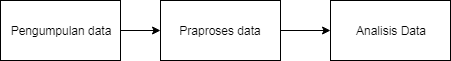 Pengumpulan data
Praproses data
Analisis Data